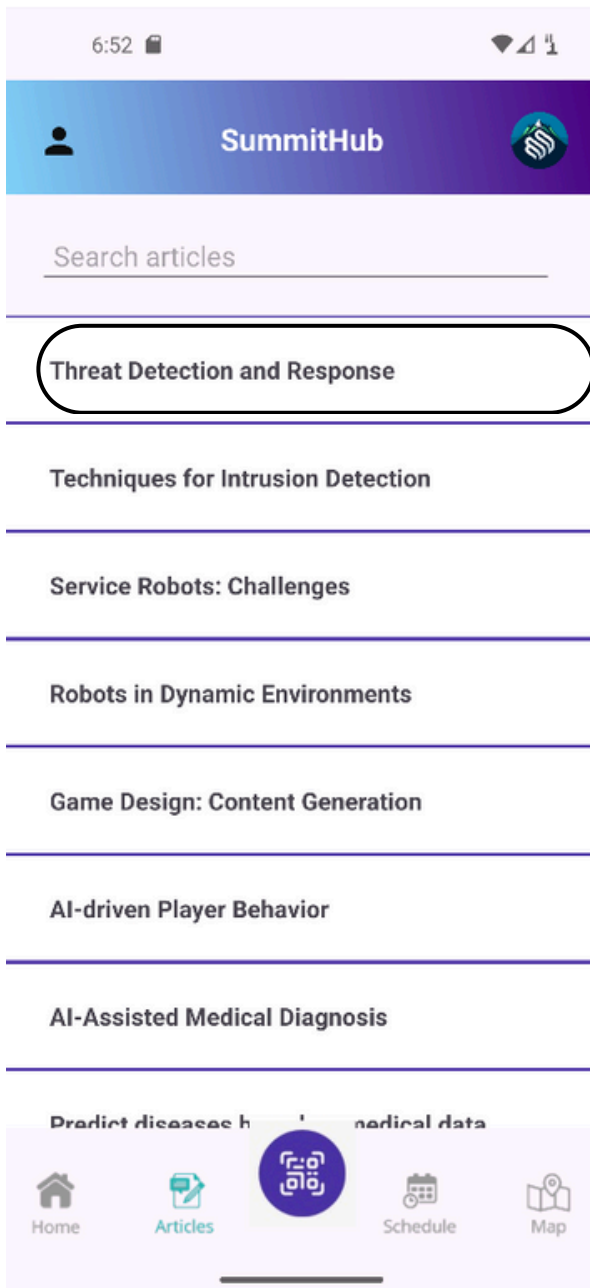 6:52
SummitHub
Search articles
Threat Detection and Response
Techniques for Intrusion Detection
Service Robots: Challenges
Robots in Dynamic Environments
Game Design: Content Generation
AI-driven Player Behavior
AI-Assisted Medical Diagnosis
Predict diseases medical data
Home
Articles
Schedule
Map